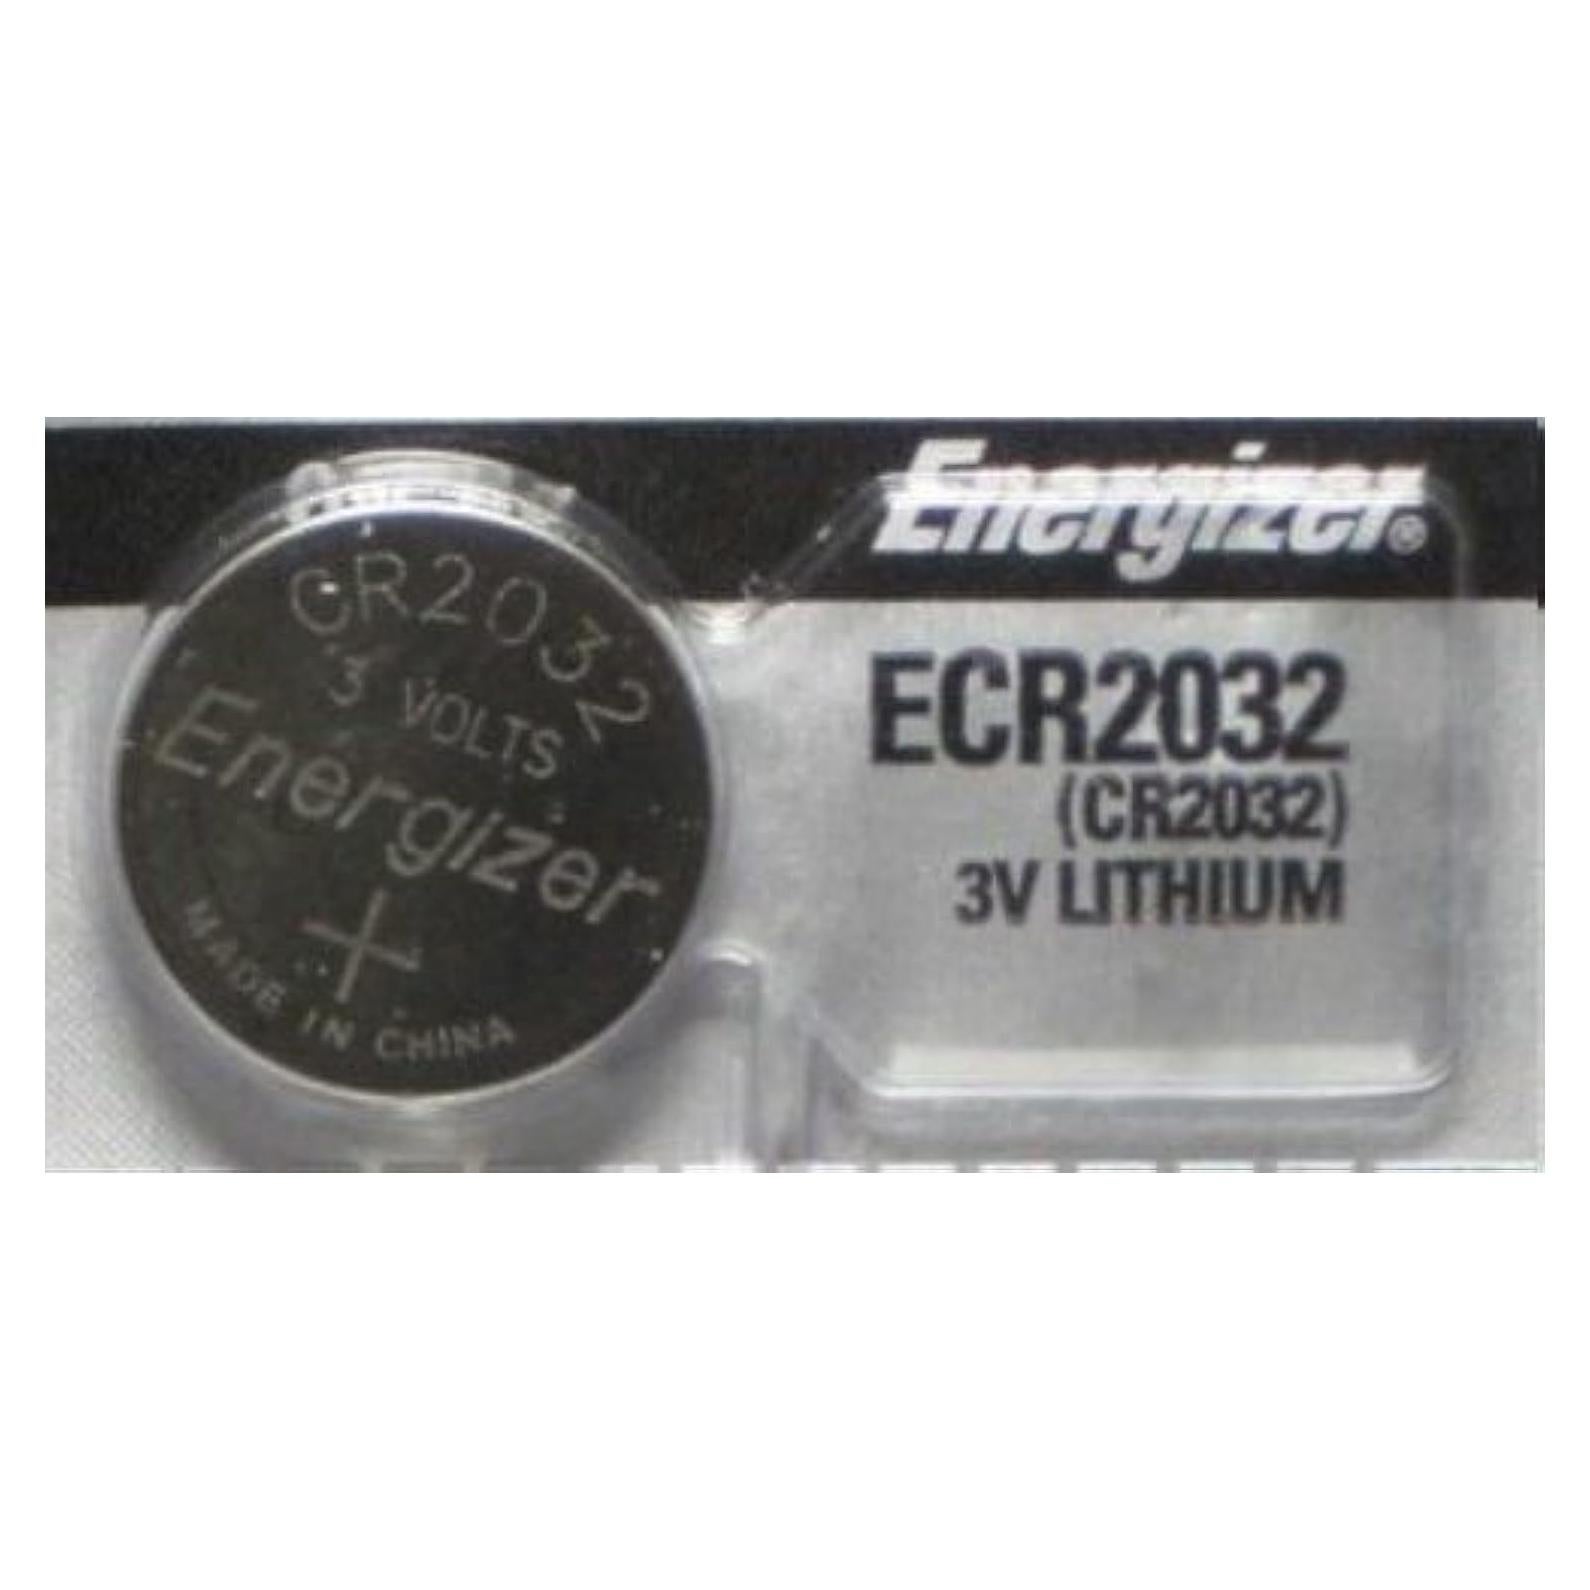 CR2032
3 VOLTS
Energizer
+
MADE IN CHINA
Energizer®
ECR2032
(CR2032)
3V LITHIUM